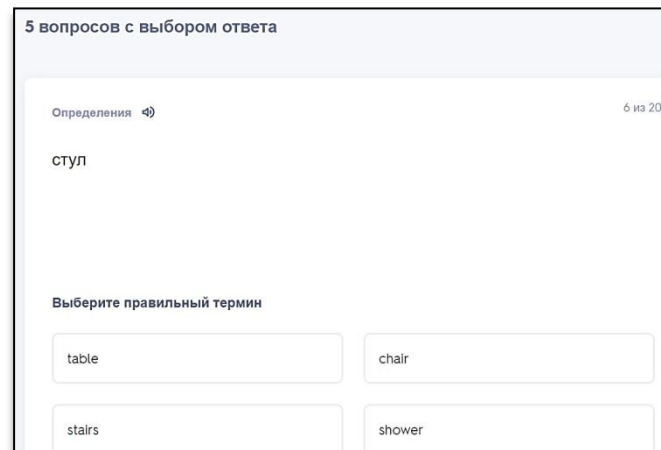 5 вопросов с выбором ответа
Определения 6 из 20
стул
Выберите правильный термин
table chair
stairs shower